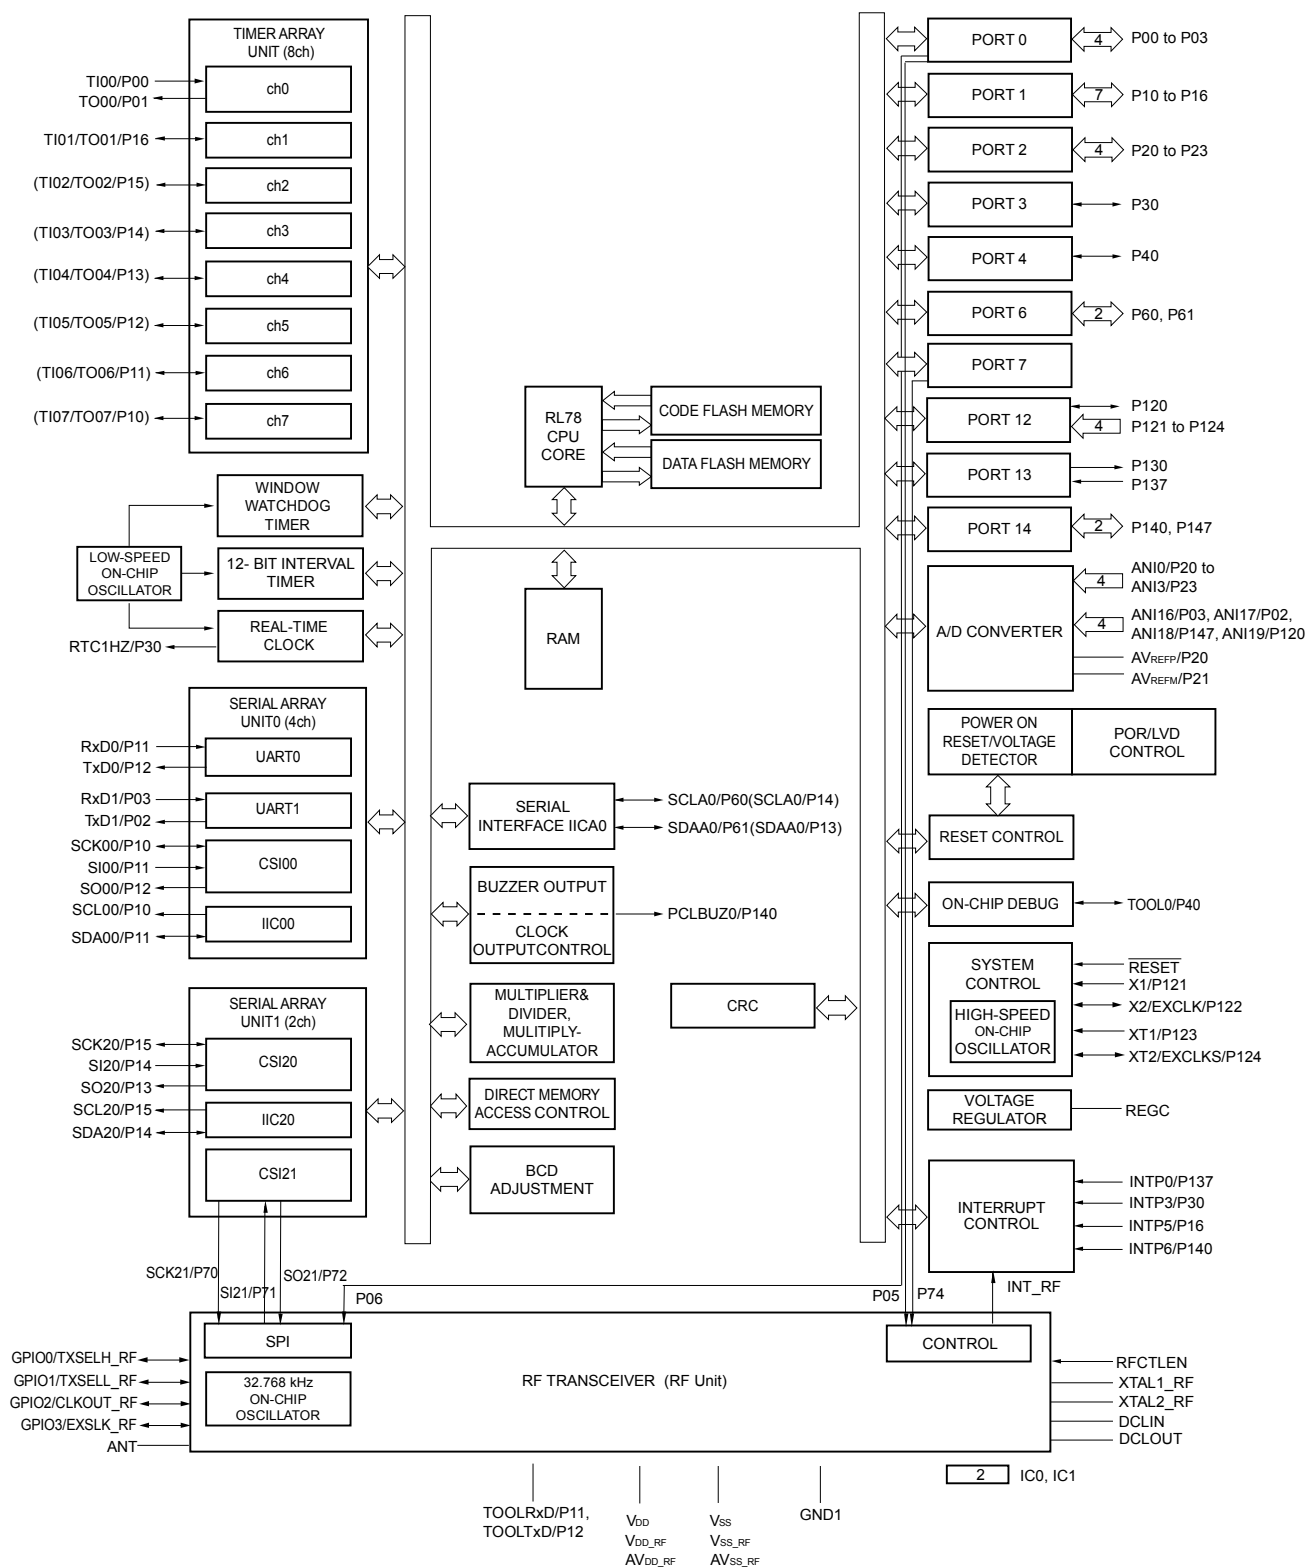 TIMER ARRAY
UNIT (8ch)
TI00/P00
TO00/P01
ch0
TI01/TO01/P16
ch1
(TI02/TO02/P15)
ch2
(TI03/TO03/P14)
ch3
(TI04/TO04/P13)
ch4
(TI05/TO05/P12)
ch5
(TI06/TO06/P11)
ch6
(TI07/TO07/P10)
ch7
WINDOW
WATCHDOG
TIMER
LOW-SPEED
ON-CHIP
OSCILLATOR
12- BIT INTERVAL
TIMER
REAL-TIME
CLOCK
RTC1HZ/P30
SERIAL ARRAY
UNIT0 (4ch)
RxD0/P11
TxD0/P12
UART0
RxD1/P03
TxD1/P02
UART1
SCK00/P10
SI00/P11
SO00/P12
CSI00
SCL00/P10
SDA00/P11
IIC00
SERIAL ARRAY
UNIT1 (2ch)
SCK20/P15
SI20/P14
SO20/P13
CSI20
SCL20/P15
SDA20/P14
IIC20
CSI21
SCK21/P70
SI21/P71
SO21/P72
P06
RL78
CPU
CORE
CODE FLASH MEMORY
DATA FLASH MEMORY
RAM
SERIAL
INTERFACE IICA0
SCLA0/P60(SCLA0/P14)
SDAA0/P61(SDAA0/P13)
BUZZER OUTPUT
CLOCK
OUTPUTCONTROL
PCLBUZ0/P140
MULTIPLIER&
DIVIDER,
MULITIPLY-
ACCUMULATOR
CRC
DIRECT MEMORY
ACCESS CONTROL
BCD
ADJUSTMENT
PORT 0
4
P00 to P03
PORT 1
7
P10 to P16
PORT 2
4
P20 to P23
PORT 3
P30
PORT 4
P40
PORT 6
2
P60, P61
PORT 7
PORT 12
P120
4
P121 to P124
PORT 13
P130
P137
PORT 14
2
P140, P147
A/D CONVERTER
4
ANI0/P20 to
ANI3/P23
4
ANI16/P03, ANI17/P02,
ANI18/P147, ANI19/P120
AVREFP/P20
AVREFM/P21
POWER ON
RESET/VOLTAGE
DETECTOR
POR/LVD
CONTROL
RESET CONTROL
ON-CHIP DEBUG
TOOL0/P40
SYSTEM
CONTROL
HIGH-SPEED
ON-CHIP
OSCILLATOR
RESET
X1/P121
X2/EXCLK/P122
XT1/P123
XT2/EXCLKS/P124
VOLTAGE
REGULATOR
REGC
INTERRUPT
CONTROL
INTP0/P137
INTP3/P30
INTP5/P16
INTP6/P140
INT_RF
P05
P74
SPI
CONTROL
GPIO0/TXSELH_RF
GPIO1/TXSELL_RF
GPIO2/CLKOUT_RF
GPIO3/EXSLK_RF
ANT
32.768 kHz
ON-CHIP
OSCILLATOR
RF TRANSCEIVER (RF Unit)
RFCTLEN
XTAL1_RF
XTAL2_RF
DCLIN
DCLOUT
2
IC0, IC1
TOOLRxD/P11,
TOOLTxD/P12
VDD
VDD_RF
AVDD_RF
VSS
VSS_RF
AVSS_RF
GND1